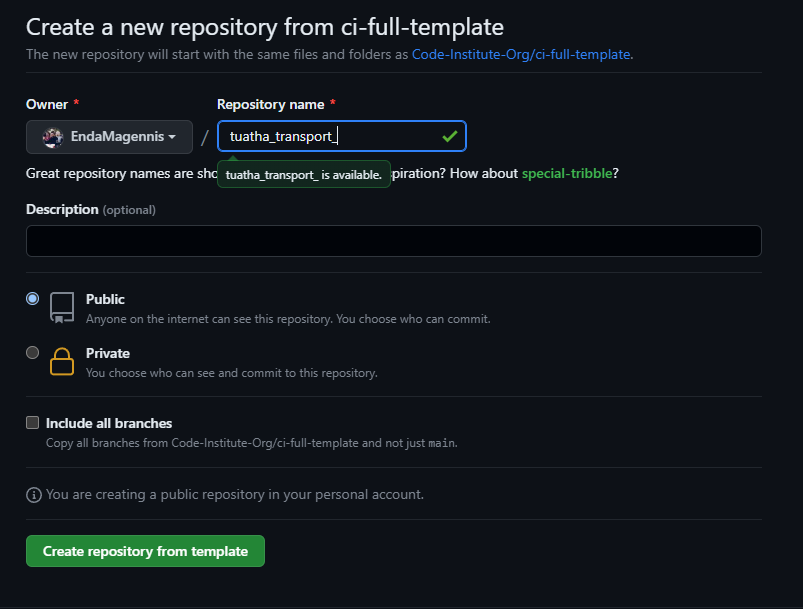 Create a new repository from ci-full-template
The new repository will start with the same files and folders as Code-Institute-Org/ci-full-template.
Owner * Repository name *
EndaMagennis / tuatha_transport_
Great repository names are sho piration? How about special-tribble?
tuatha_transport_ is available.
Description (optional)
Public
Anyone on the internet can see this repository. You choose who can commit.
Private
You choose who can see and commit to this repository.
Include all branches
Copy all branches from Code-Institute-Org/ci-full-template and not just main.
You are creating a public repository in your personal account.
Create repository from template